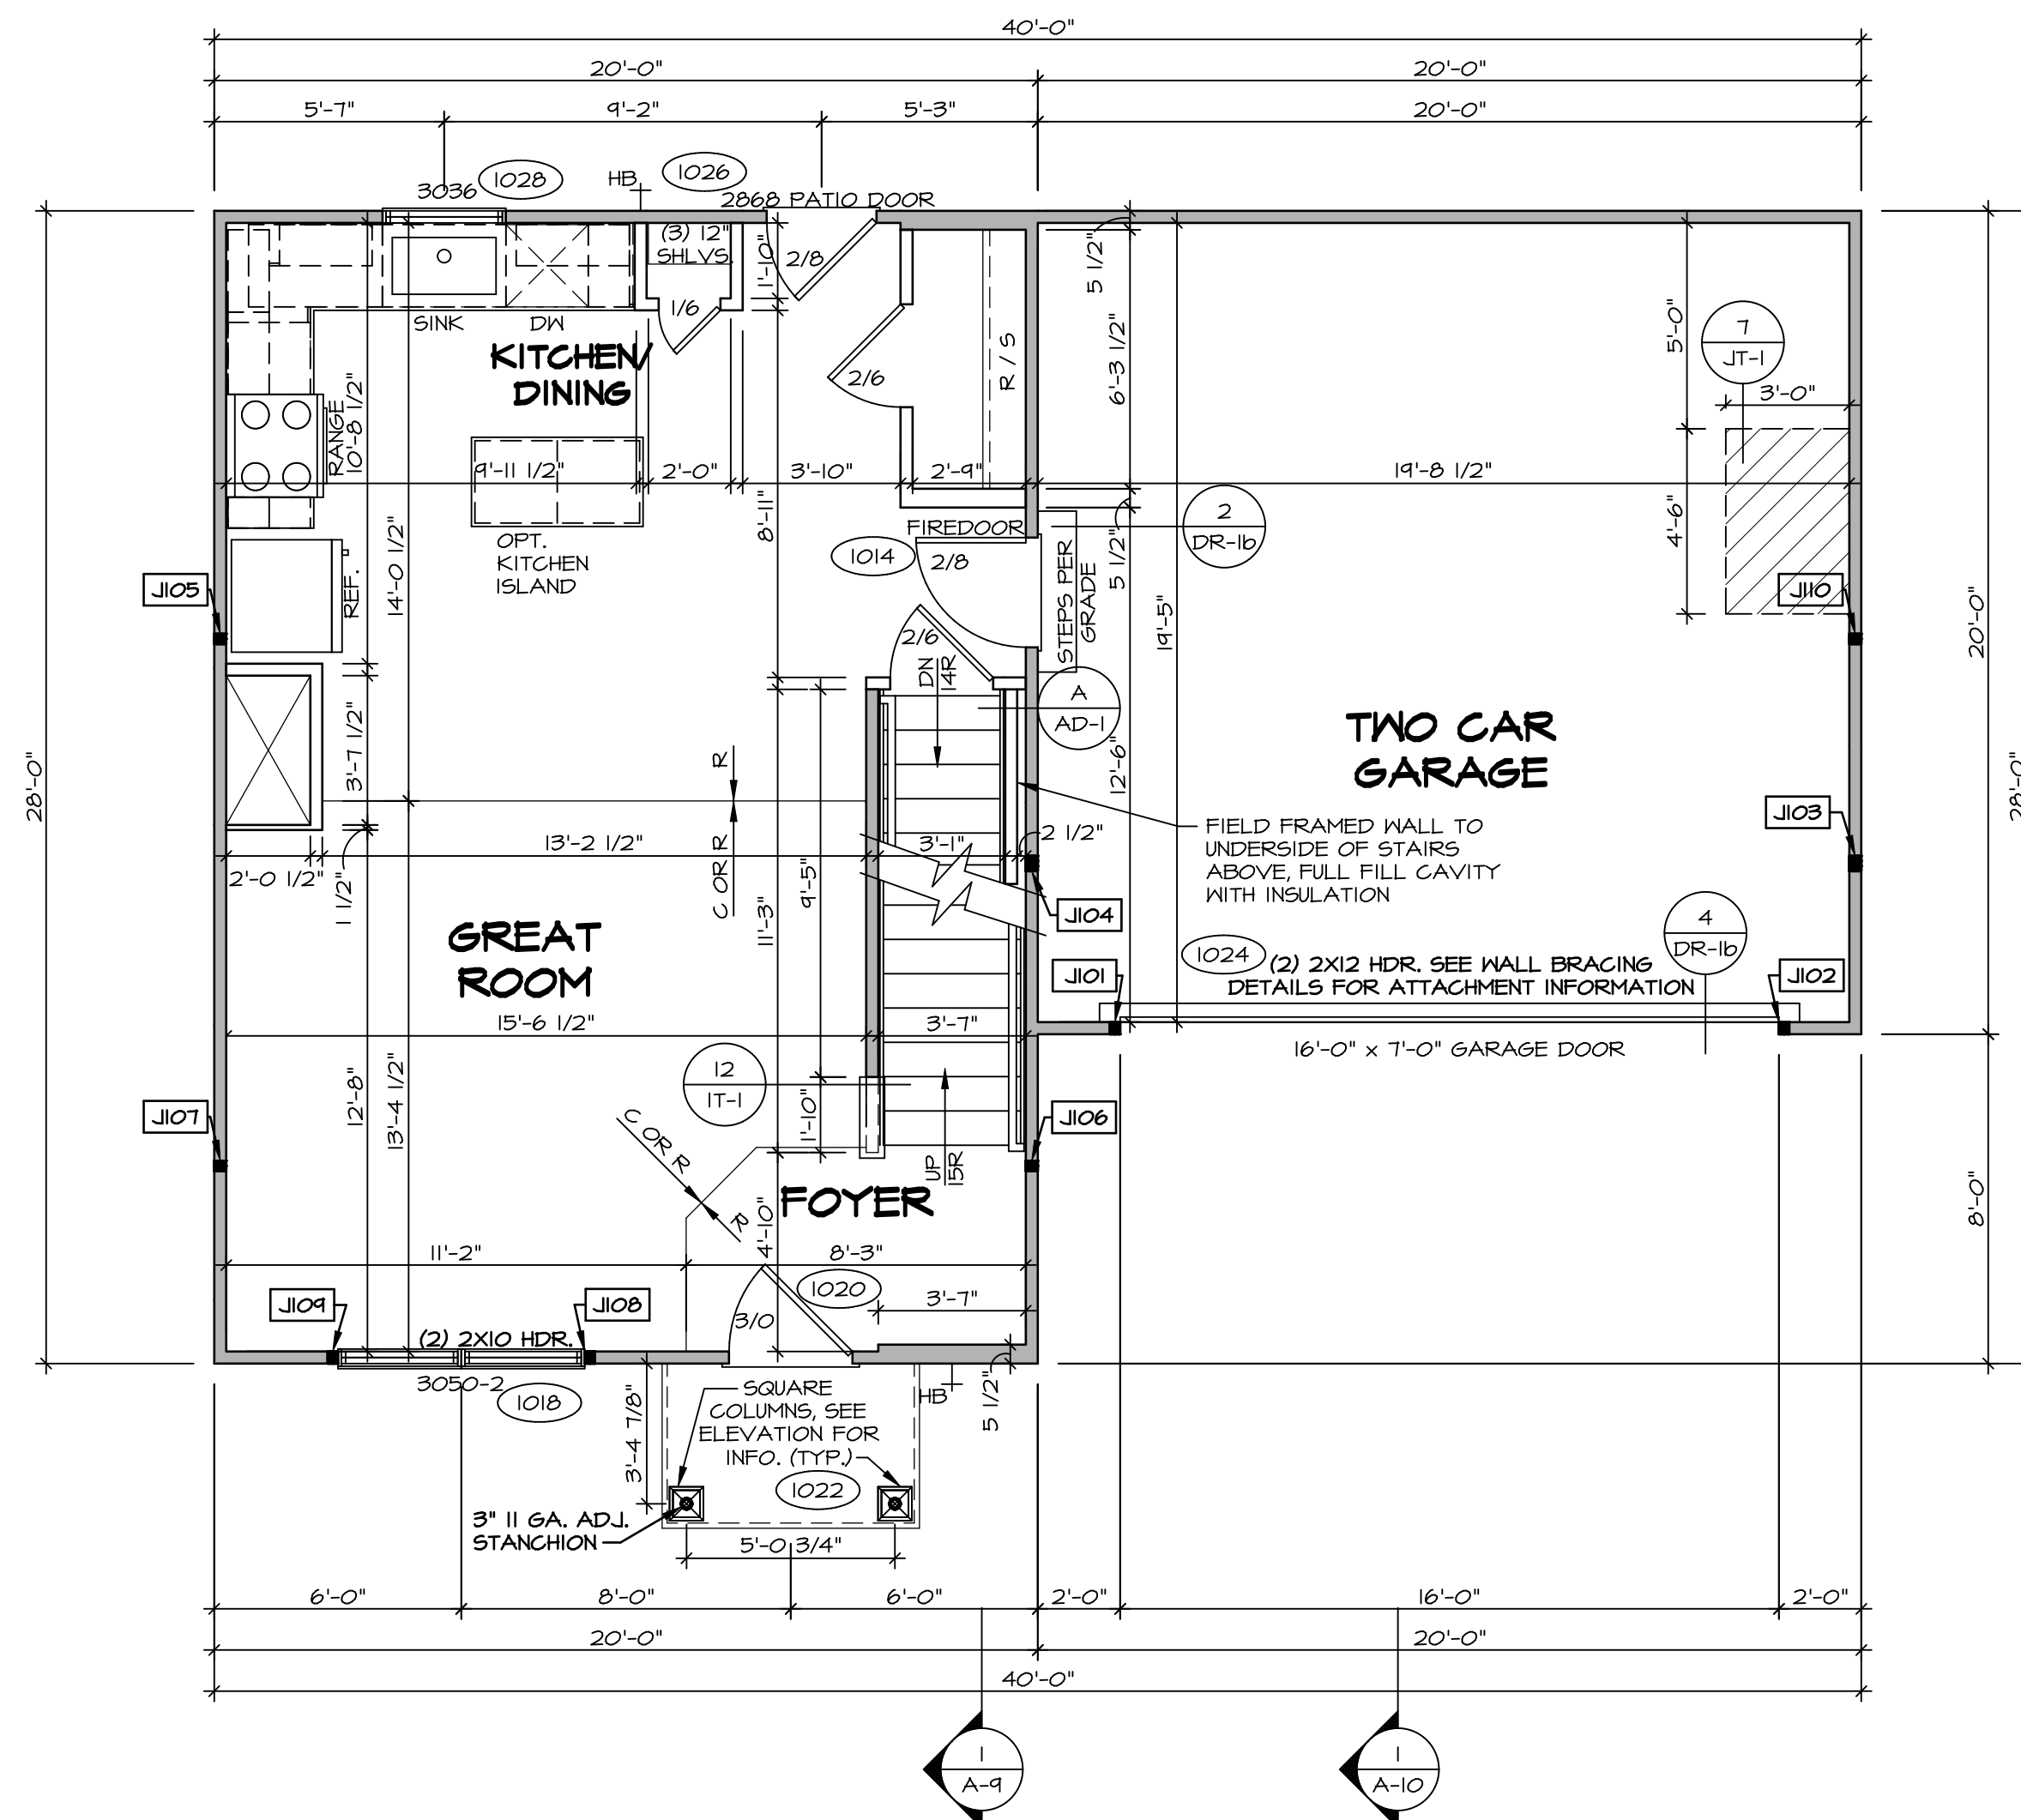 40'-0"
20'-0" 20'-0"
5'-7" 9'-2" 5'-3" 20'-0"
3036 1028 HB 1026
2868 PATIO DOOR
(3) 12"
SHLVS.
1'-10"
2/8
5 1/2"
1/6
SINK DW
KITCHEN/
DINING
2/6
R / S
6'-3 1/2"
5'-0"
7
JT-1
3'-0"
RANGE
10'-8 1/2"
9'-11 1/2" 2'-0" 3'-10" 2'-9" 19'-8 1/2"
8'-11"
4'-6"
2
DR-1b
FIREDOOR
OPT.
KITCHEN
ISLAND
1014
2/8
STEPS PER
GRADE
5 1/2"
J105
REF.
14'-0 1/2"
J110
19'-5"
20'-0"
2/6
DN
14R
A
AD-1
TWO CAR
GARAGE
28'-0"
28'-0"
3'-7 1/2"
R
C OR R
12'-6"
J103
FIELD FRAMED WALL TO
UNDERSIDE OF STAIRS
ABOVE, FULL FILL CAVITY
WITH INSULATION
13'-2 1/2" 3'-1" 2 1/2"
2'-0 1/2"
1 1/2"
9'-5"
11'-3"
J104
4
DR-1b
GREAT
ROOM
1024
(2) 2X12 HDR. SEE WALL BRACING
DETAILS FOR ATTACHMENT INFORMATION
J101
J102
15'-6 1/2" 3'-7"
16'-0" x 7'-0" GARAGE DOOR
12
IT-1
12'-8"
13'-4 1/2"
1'-10"
J107
J106
C OR R
R
UP
15R
FOYER
4'-10"
8'-0"
11'-2" 8'-3"
1020
3'-7"
J109
J108
3/0
(2) 2X10 HDR.
3050-2
1018
3'-4 7/8"
SQUARE
COLUMNS, SEE
ELEVATION FOR
INFO. (TYP.)
HB
5 1/2"
1022
3" 11 GA. ADJ.
STANCHION
5'-0 3/4"
6'-0" 8'-0" 6'-0" 2'-0" 16'-0" 2'-0"
20'-0" 20'-0"
40'-0"
1
A-9
1
A-10